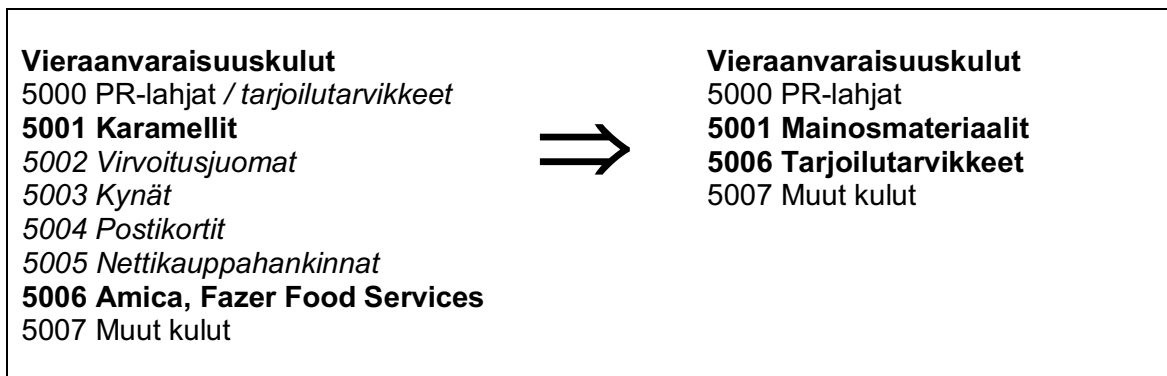 Vieraanvaraisuuskulut
5000 PR-lahjat / tarjoilutarvikkeet
5001 Karamellit
5002 Virvoitusjuomat
5003 Kynät
5004 Postikortit
5005 Nettikauppahankinnat
5006 Amica, Fazer Food Services
5007 Muut kulut
⇒
Vieraanvaraisuuskulut
5000 PR-lahjat
5001 Mainosmateriaalit
5006 Tarjoilutarvikkeet
5007 Muut kulut